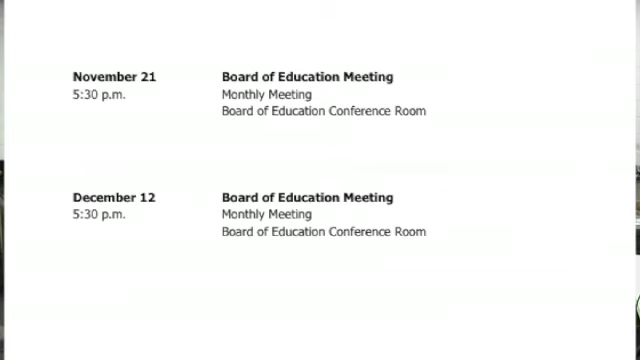 November 21
Board of Education Meeting
5:30 p.m.
Monthly Meeting
Board of Education Conference Room
December 12
Board of Education Meeting
5:30 p.m.
Monthly Meeting
Board of Education Conference Room